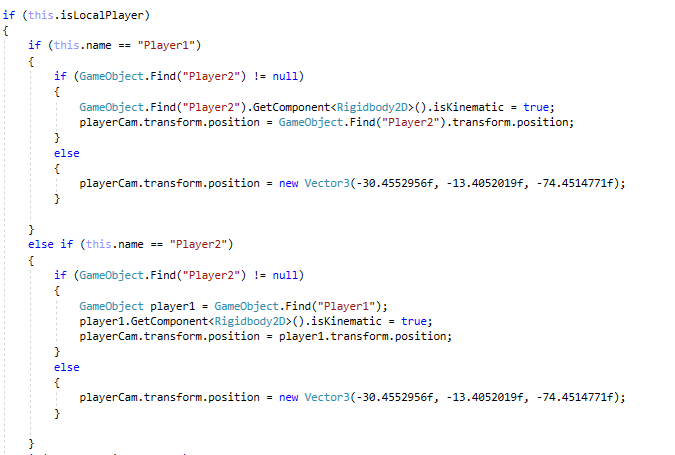 if (this.isLocalPlayer)
{
if (this.name == "Player1")
{
if (GameObject.Find("Player2") != null)
{
GameObject.Find("Player2").GetComponent<Rigidbody2D>().isKinematic = true;
playerCam.transform.position = GameObject.Find("Player2").transform.position;
}
else
{
playerCam.transform.position = new Vector3(-30.4552956f, -13.4052019f, -74.4514771f);
}
}
else if (this.name == "Player2")
{
if (GameObject.Find("Player2") != null)
{
GameObject player1 = GameObject.Find("Player1");
player1.GetComponent<Rigidbody2D>().isKinematic = true;
playerCam.transform.position = player1.transform.position;
}
else
{
playerCam.transform.position = new Vector3(-30.4552956f, -13.4052019f, -74.4514771f);
}
}